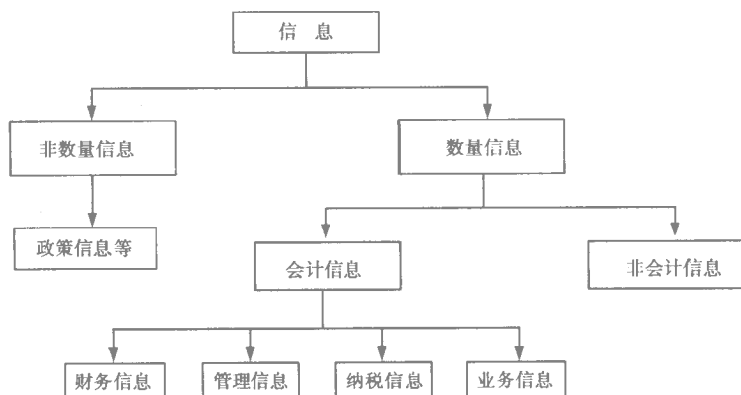 信 息
非数量信息
数量信息
政策信息等
会计信息
非会计信息
财务信息
管理信息
纳税信息
业务信息